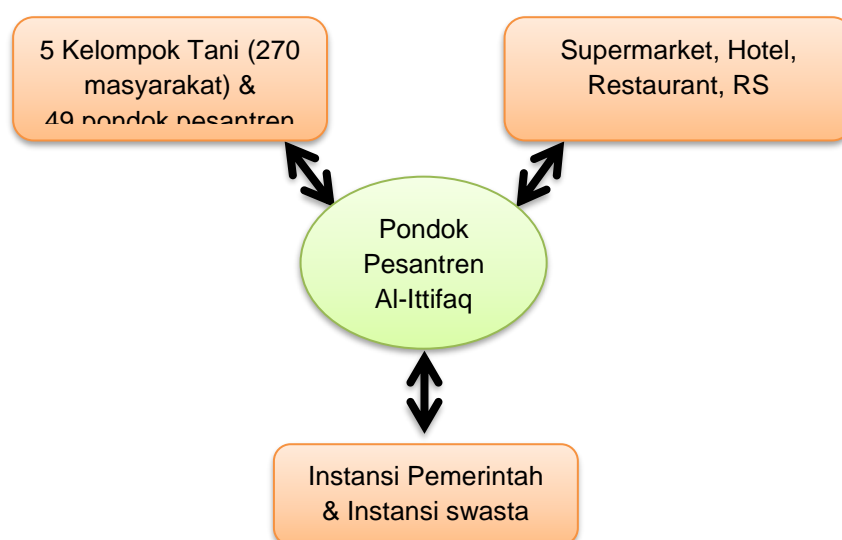 5 Kelompok Tani (270
masyarakat) &
49 pondok pesantren
Supermarket, Hotel,
Restaurant, RS
Pondok
Pesantren
Al-Ittifaq
Instansi Pemerintah
& Instansi swasta